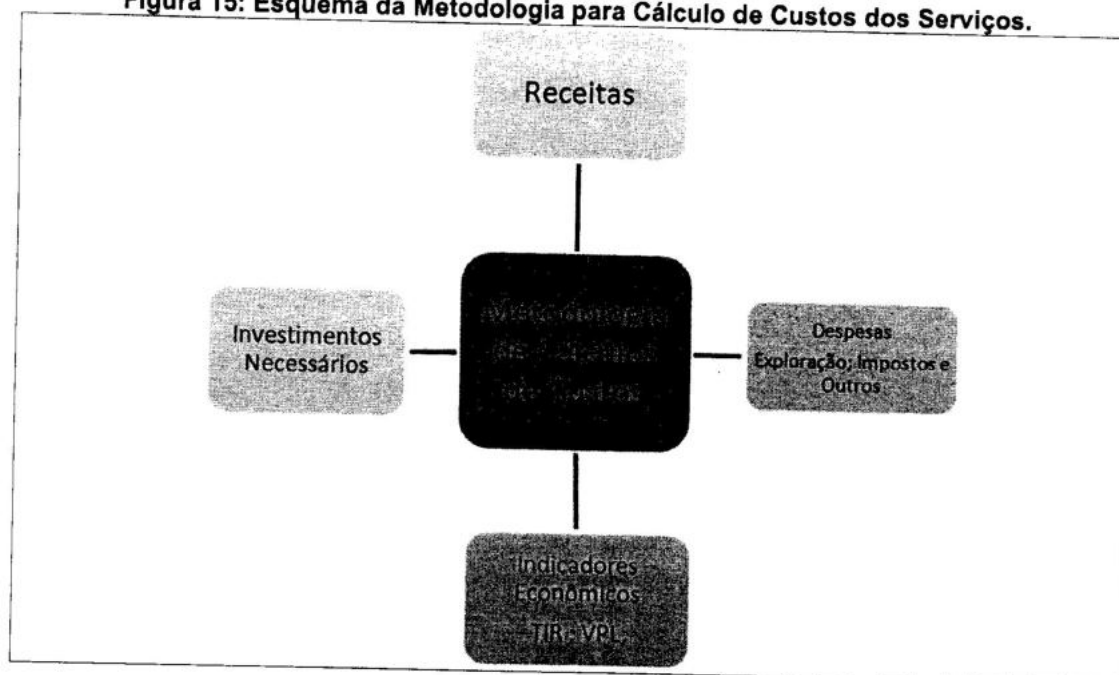 Figura 15: Esquema da Metodologia para Cálculo de Custos dos Serviços.
Receitas
Investimentos
Necessários
Metodologia
Despesas
Exploração; Impostos e
Outros
Indicadores
Econômicos
TIR - VPL